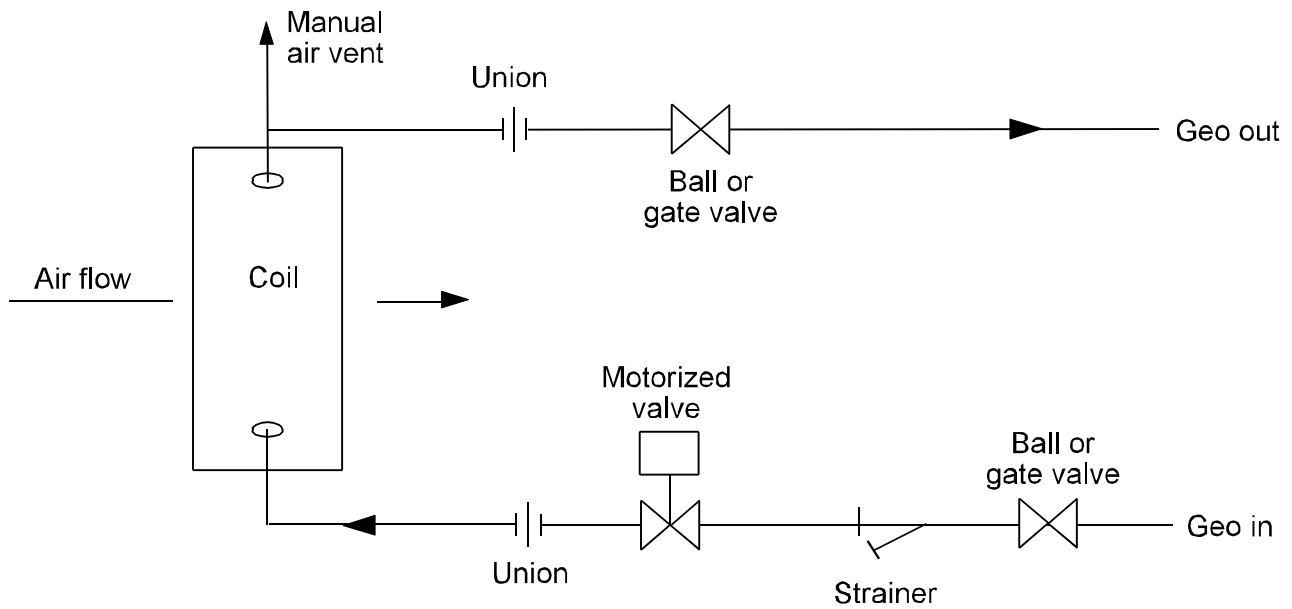 Manual
air vent
Union
Geo out
Ball or
gate valve
Air flow
Coil
Motorized
valve
Ball or
gate valve
Geo in
Union
Strainer